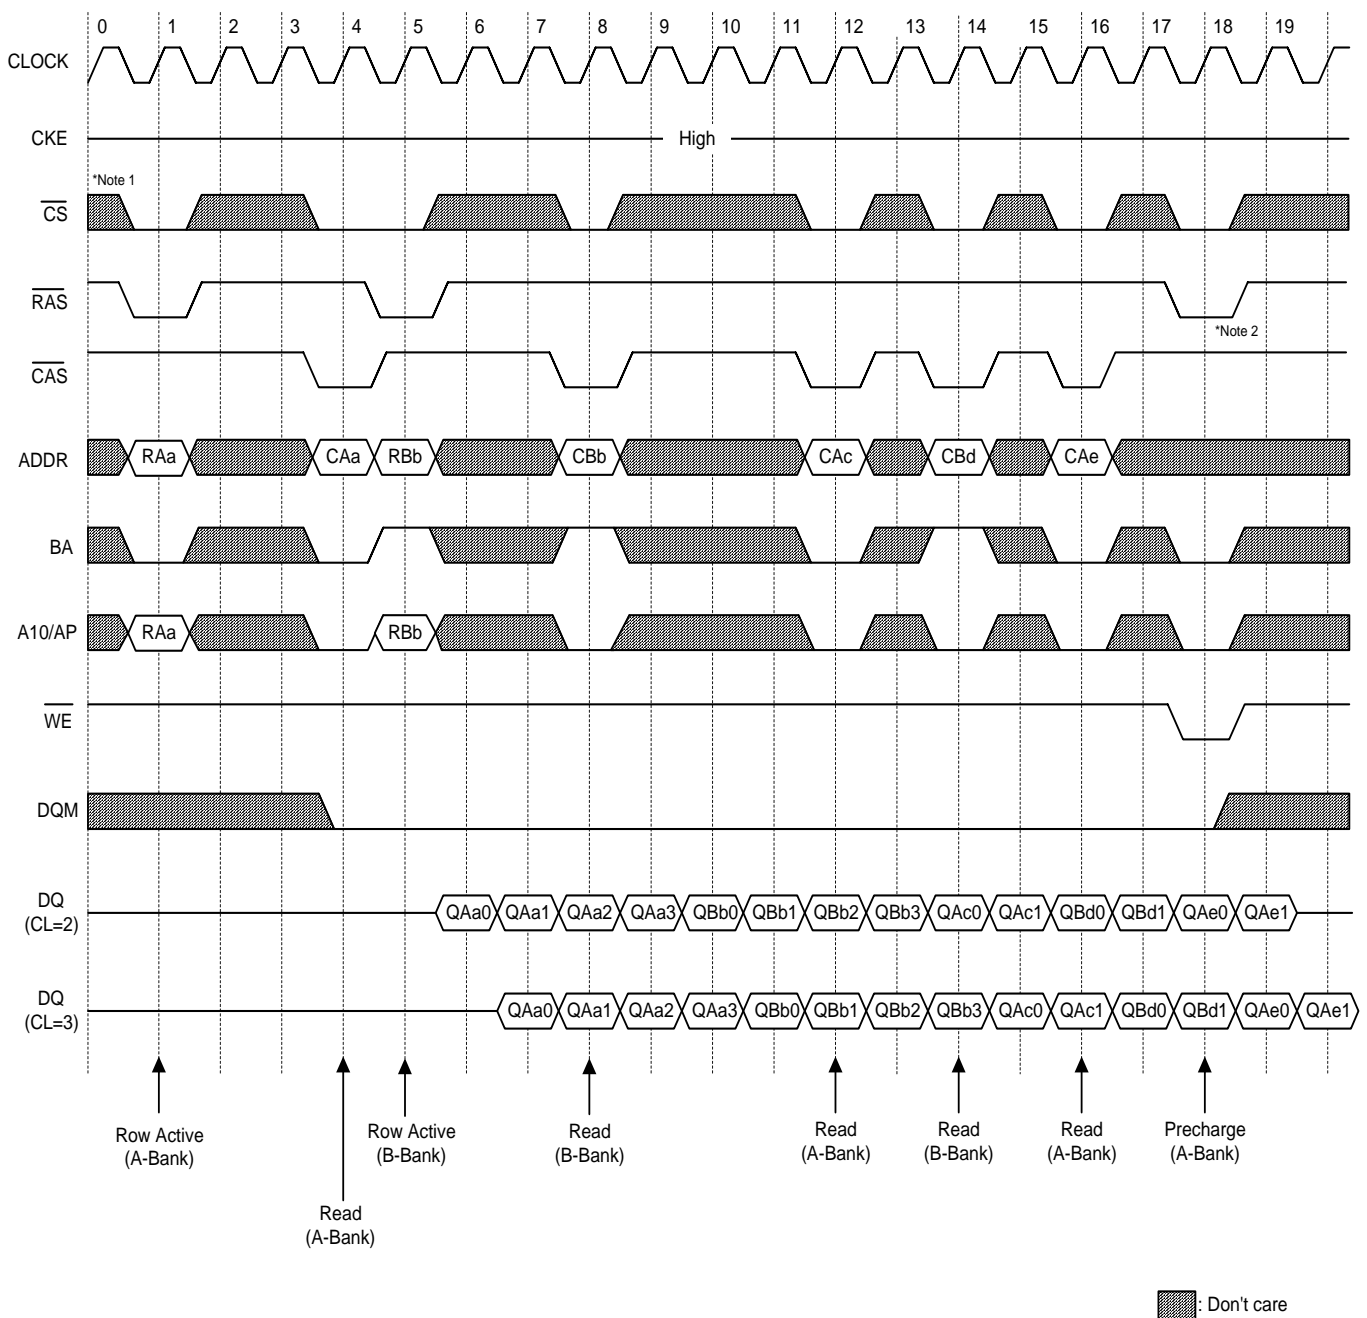 0 1 2 3 4 5 6 7 8 9 10 11 12 13 14 15 16 17 18 19
CLOCK
CKE High
*Note 1
CS
RAS
*Note 2
CAS
ADDR RAa CAa RBb CBb CAc CBd CAe
BA
A10/AP RAa RBb
WE
DQM
DQ
(CL=2) QAa0 QAa1 QAa2 QAa3 QBb0 QBb1 QBb2 QBb3 QAc0 QAc1 QBd0 QBd1 QAe0 QAe1
DQ
(CL=3) QAa0 QAa1 QAa2 QAa3 QBb0 QBb1 QBb2 QBb3 QAc0 QAc1 QBd0 QBd1 QAe0 QAe1
Row Active
(A-Bank)
Read
(A-Bank)
Row Active
(B-Bank)
Read
(B-Bank)
Read
(A-Bank)
Read
(B-Bank)
Read
(A-Bank)
Precharge
(A-Bank)
: Don't care